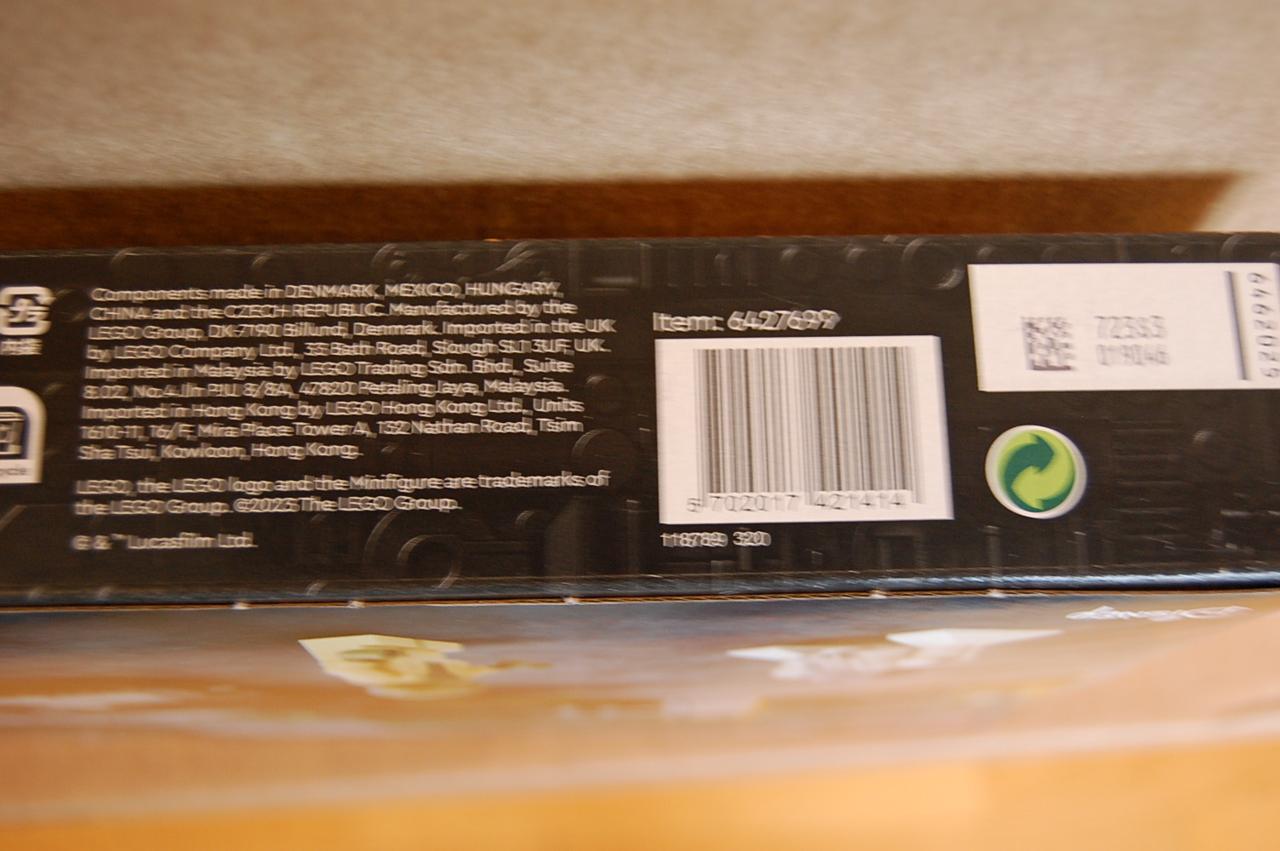 Components made in DENMARK, MEXICO, HUNGARY,
CHINA and the CZECH REPUBLIC. Manufactured by the
LEGO Group, DK-7190 Billund, Denmark. Imported in the UK
by LEGO Company Ltd., 33 Bath Road, Slough SL1 3UF, UK.
Imported in Malaysia by LEGO Trading Sdn. Bhd., Suite
8.02, No.4 Jln PJU 8/8A, 47820 Petaling Jaya, Malaysia.
Imported in Hong Kong by LEGO Hong Kong Ltd., Units
1610-11, 16/F, Mira Place Tower A, 132 Nathan Road, Tsim
Sha Tsui, Kowloon, Hong Kong.
LEGO, the LEGO logo and the Minifigure are trademarks of
the LEGO Group. ©2023 The LEGO Group.
© & ™ Lucasfilm Ltd.
Item: 6427699
5 702017 421414
6462029